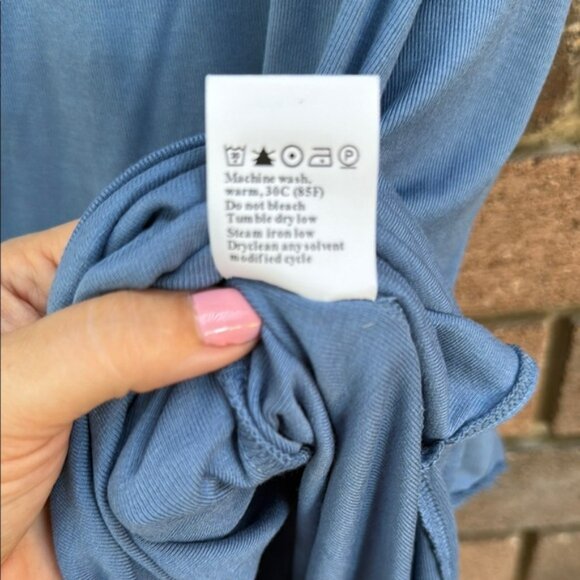 30 P
Machine wash,
warm, 30C (85F)
Do not bleach
Tumble dry low
Steam iron low
Dryclean any solvent
modified cycle